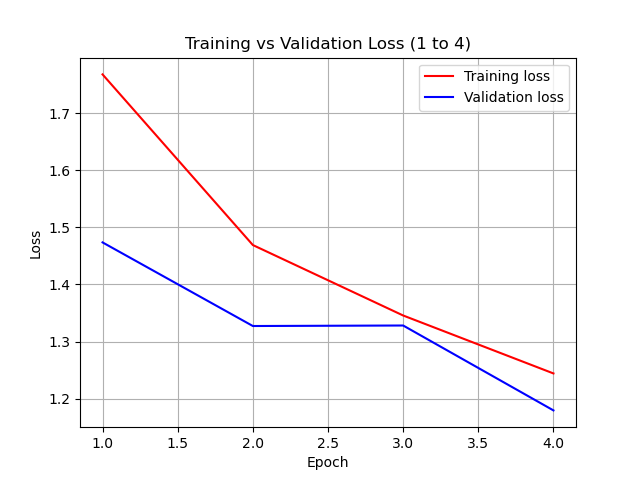 Training vs Validation Loss (1 to 4)
Training loss
Validation loss
Loss
1.7
1.6
1.5
1.4
1.3
1.2
1.0 1.5 2.0 2.5 3.0 3.5 4.0
Epoch